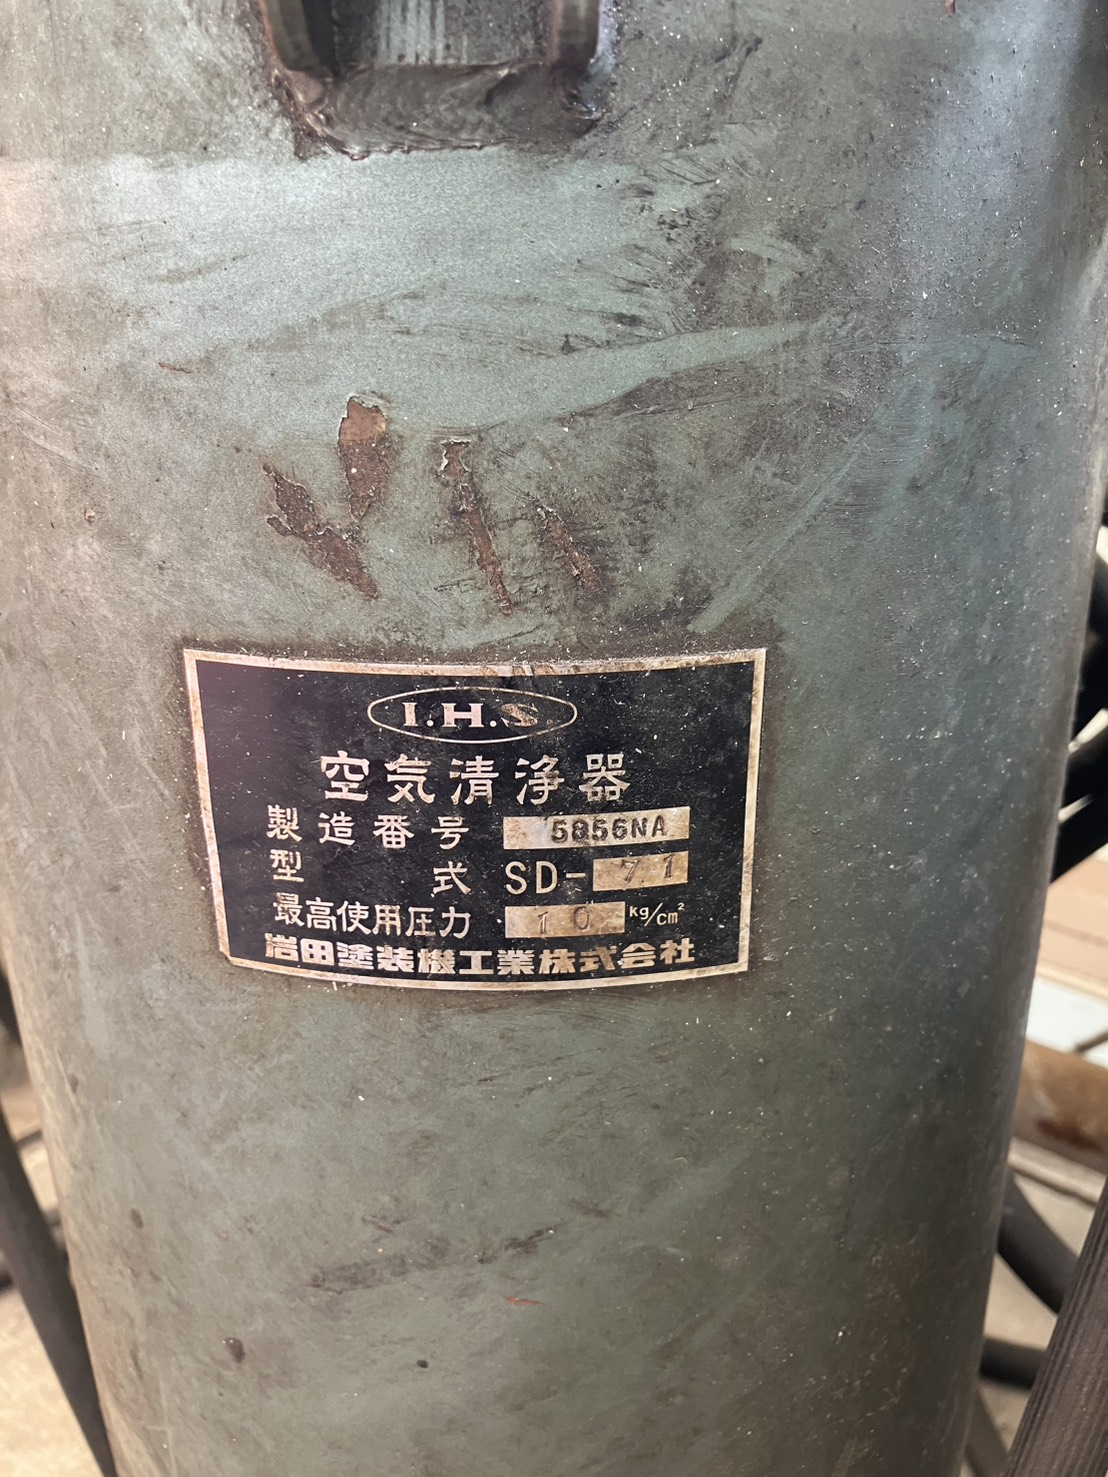 I.H.S.
空気清浄器
製造番号 5856NA
型式 SD-71
最高使用圧力 10 kg/cm²
岩田塗装機工業株式会社